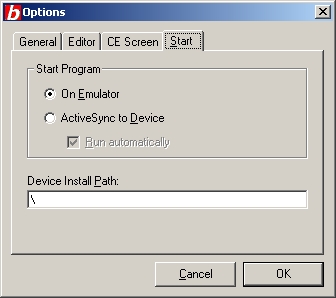 b Options
General Editor CE Screen Start
Start Program
On Emulator
ActiveSync to Device
Run automatically
Device Install Path:
\
Cancel OK